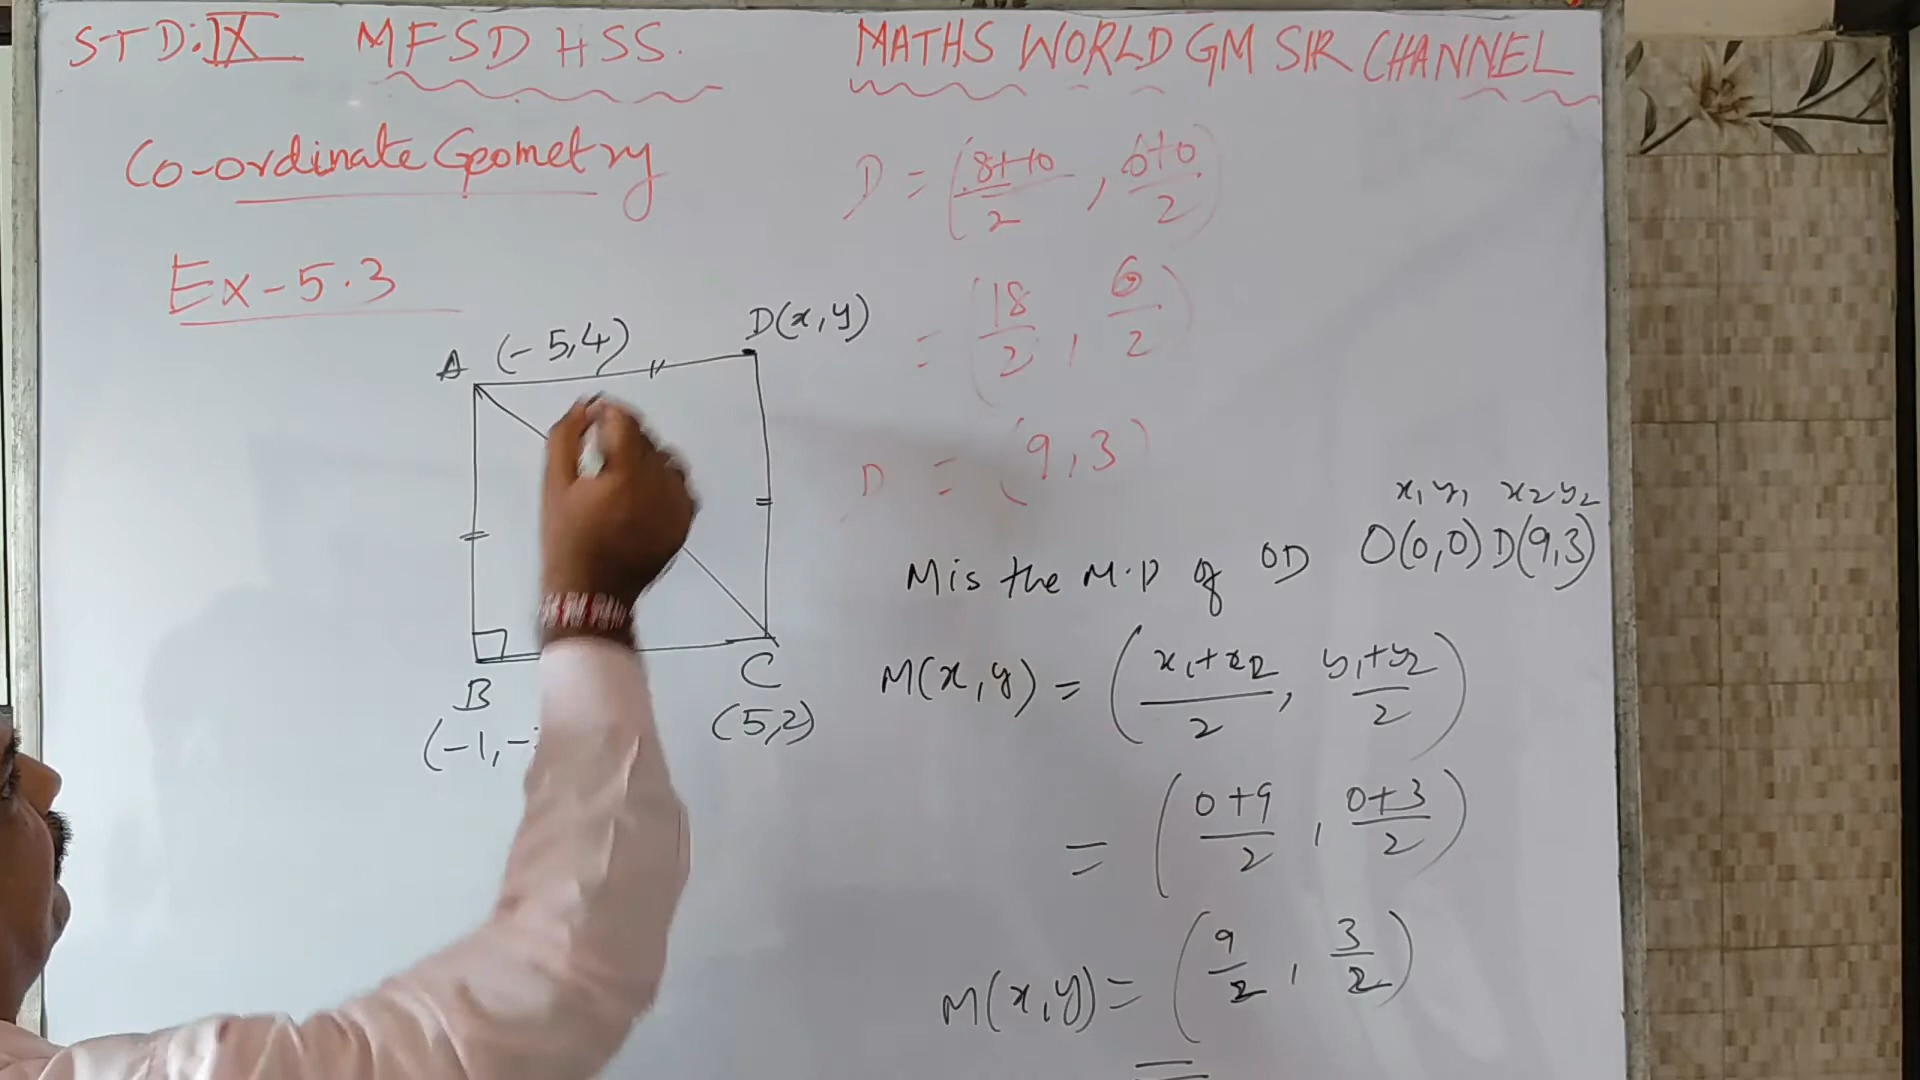 STD:IX MFSD HSS. MATHS WORLD GM SIR CHANNEL
Co-ordinate Geometry
Ex-5.3
A (-5,4) D(x,y)
B C
(-1,- (5,2)
D = (8+10/2, 6+0/2)
= (18/2, 6/2)
D = (9,3)
x₁ y₁ x₂ y₂
M is the M.P of OD O(0,0) D(9,3)
M(x,y) = (x₁+x₂/2, y₁+y₂/2)
= (0+9/2, 0+3/2)
M(x,y) = (9/2, 3/2)